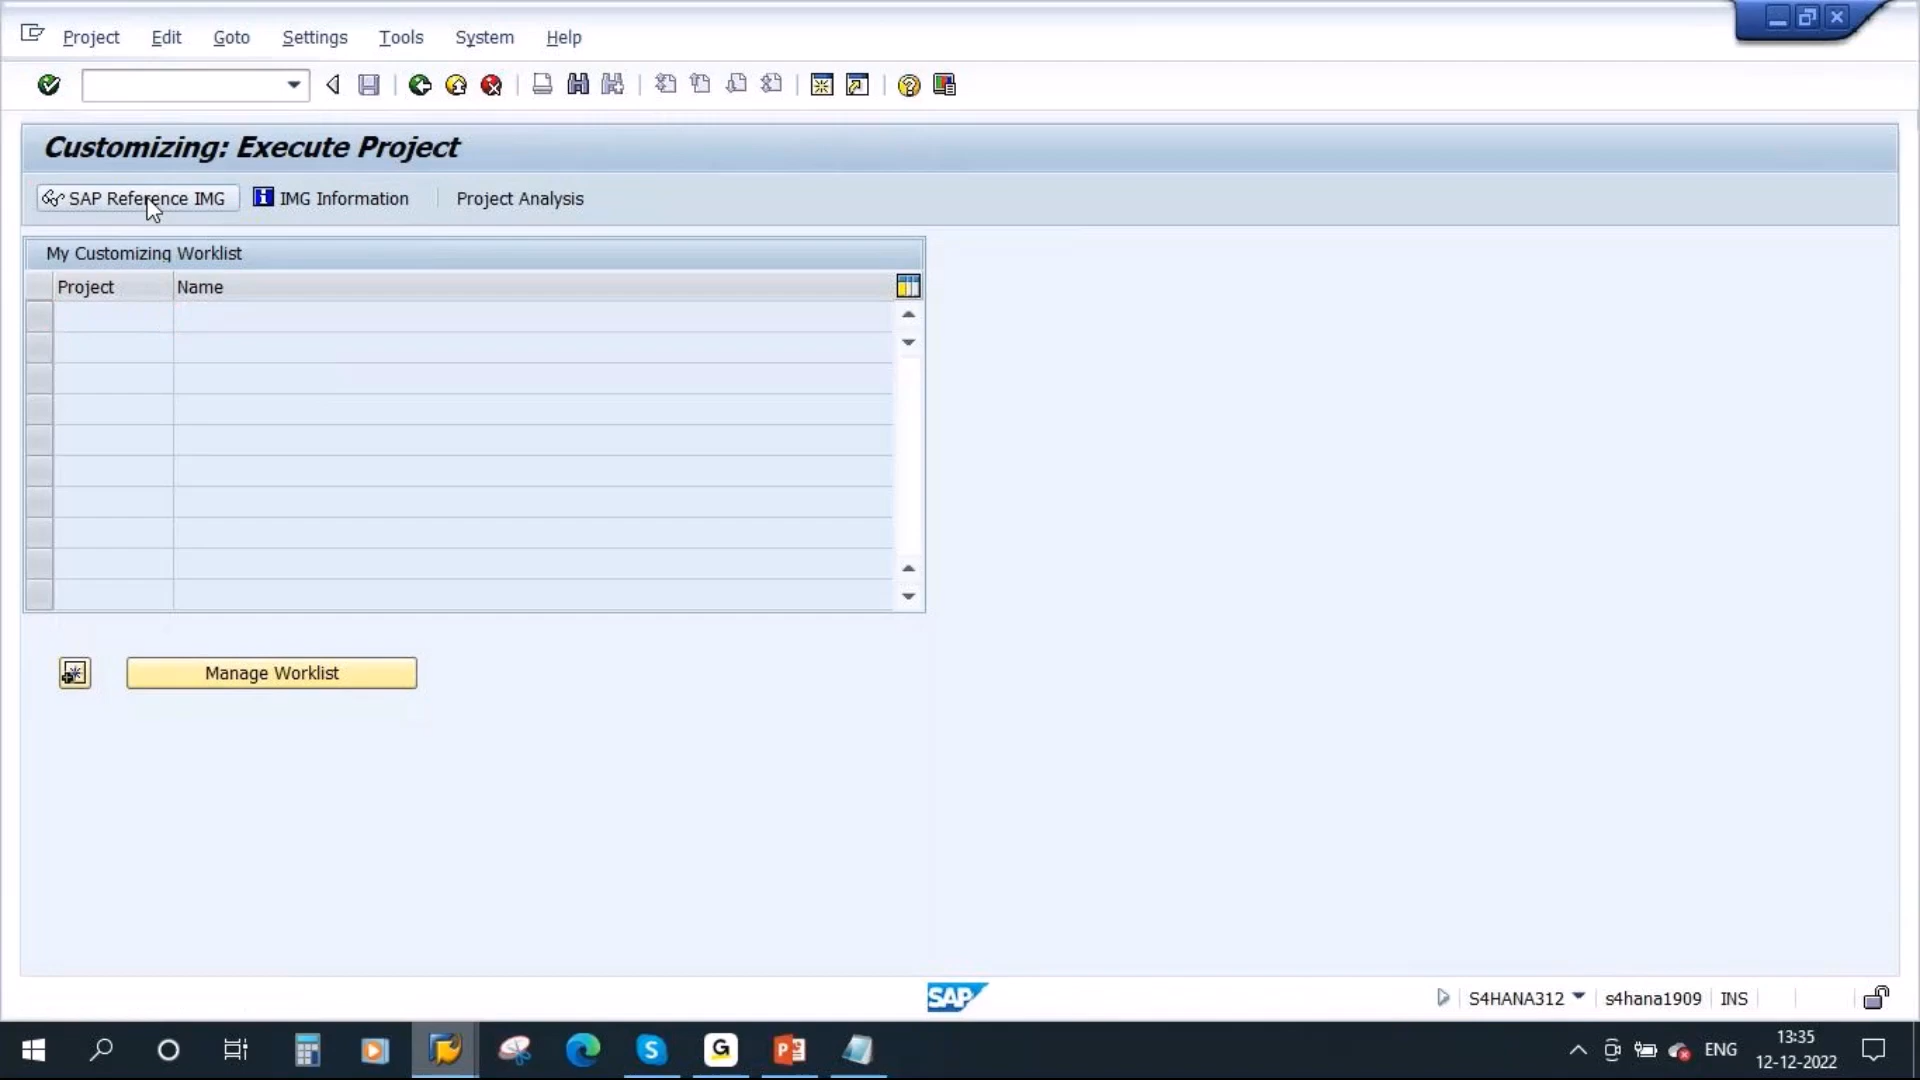 Project Edit Goto Settings Tools System Help
Customizing: Execute Project
SAP Reference IMG IMG Information Project Analysis
My Customizing Worklist
Project Name
Manage Worklist
SAP S4HANA312 s4hana1909 INS
S G P ENG 13:35
12-12-2022